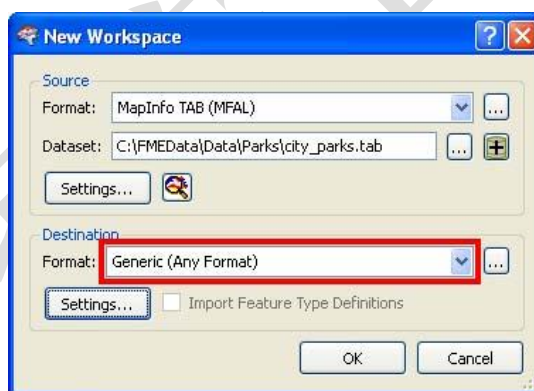 New Workspace
Source
Format: MapInfo TAB (MFAL)
Dataset: C:\FMEData\Data\Parks\city_parks.tab
Settings...
Destination
Format: Generic (Any Format)
Settings... Import Feature Type Definitions
OK Cancel